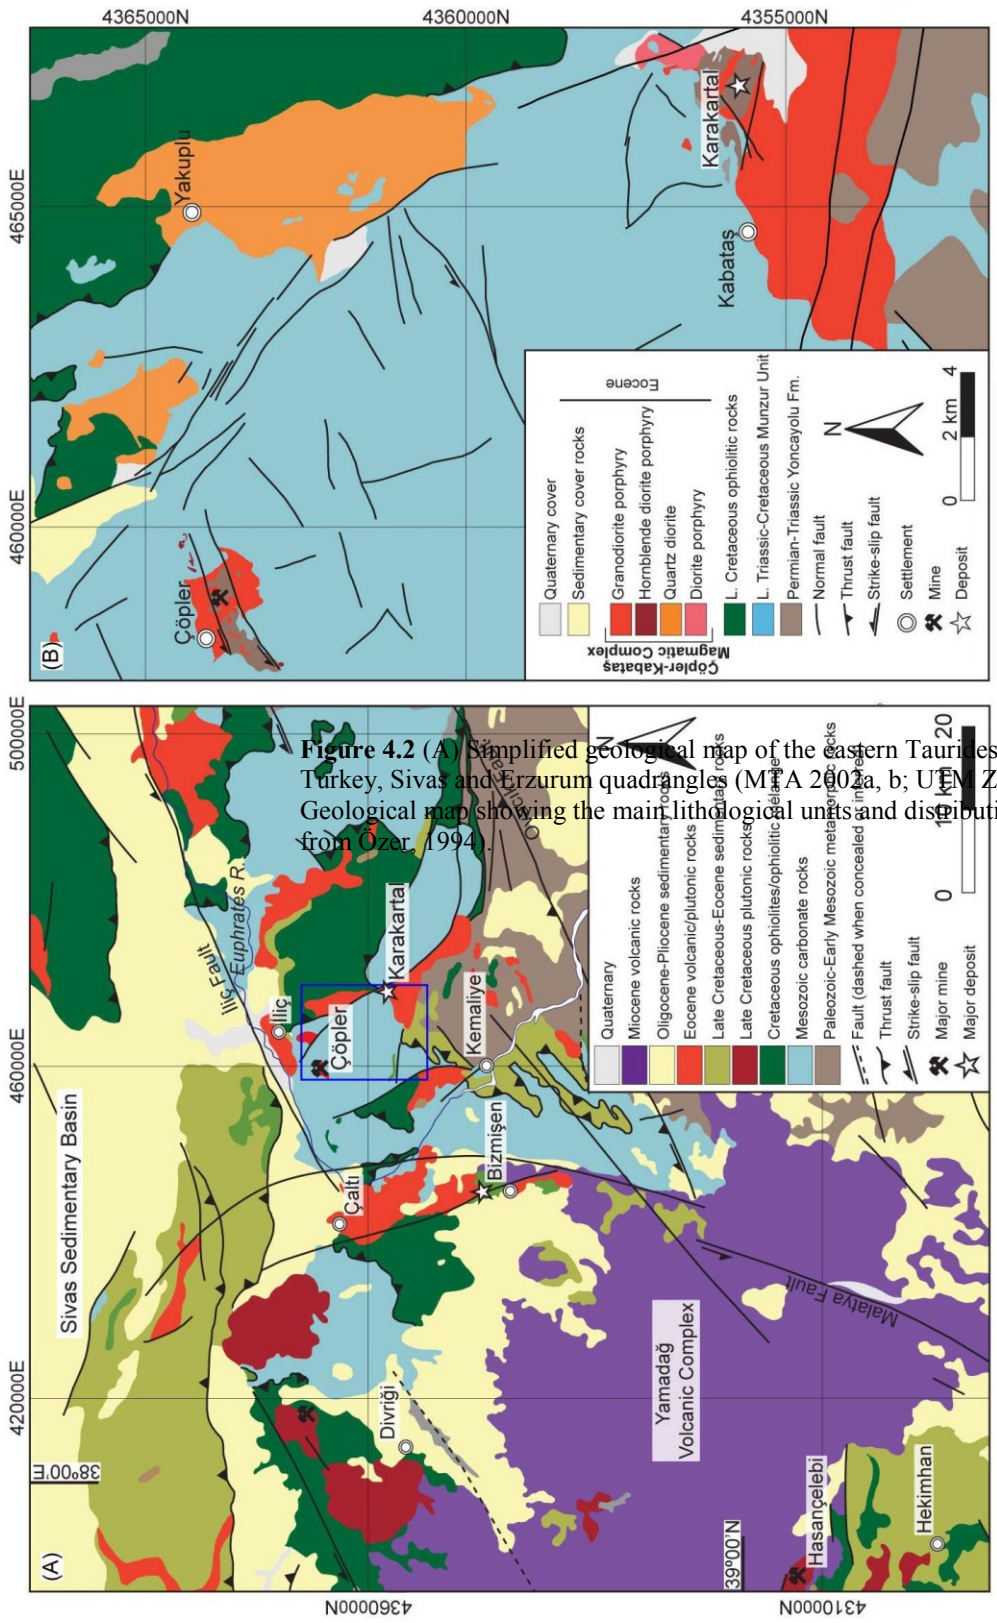 (A)
38°00'E
420000E
460000E
500000E
4360000N
4310000N
39°00'N
Sivas Sedimentary Basin
İliç Fault
Euphrates R.
İliç
Çaltı
Çöpler
Karakartal
Divriği
Bizmişen
Kemaliye
Yamadağ
Volcanic Complex
Malatya Fault
Hasançelebi
Hekimhan
Quaternary
Miocene volcanic rocks
Oligocene-Pliocene sedimentary rocks
Eocene volcanic/plutonic rocks
Late Cretaceous-Eocene sedimentary rocks
Late Cretaceous plutonic rocks
Cretaceous ophiolites/ophiolitic mélange
Mesozoic carbonate rocks
Paleozoic-Early Mesozoic metamorphic rocks
Fault (dashed when concealed or inferred)
Thrust fault
Strike-slip fault
Major mine
Major deposit
N
0 10 km 20
(B)
460000E
465000E
4365000N
4360000N
4355000N
Çöpler
Yakuplu
Kabataş
Karakartal
Quaternary cover
Sedimentary cover rocks
Çöpler-Kabataş
Magmatic Complex
Granodiorite porphyry
Hornblende diorite porphyry
Quartz diorite
Diorite porphyry
Eocene
L. Cretaceous ophiolitic rocks
L. Triassic-Cretaceous Munzur Unit
Permian-Triassic Yoncayolu Fm.
Normal fault
Thrust fault
Strike-slip fault
Settlement
Mine
Deposit
N
0 2 km 4
Figure 4.2 (A) Simplified geological map of the eastern Taurides
Turkey, Sivas and Erzurum quadrangles (MTA 2002a, b; UTM Z
Geological map showing the main lithological units and distributi
from Özer, 1994).